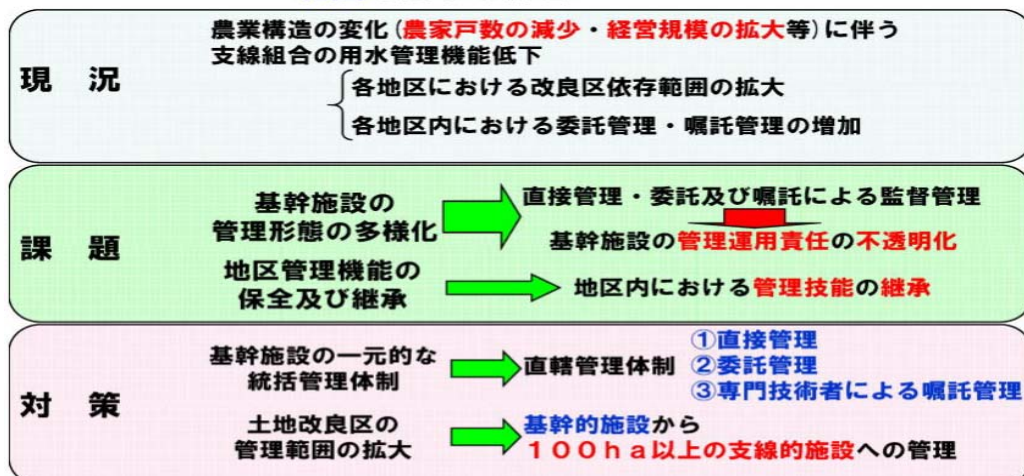 現　況
農業構造の変化（農家戸数の減少・経営規模の拡大等）に伴う
支線組合の用水管理機能低下
各地区における改良区依存範囲の拡大
各地区内における委託管理・嘱託管理の増加
課　題
基幹施設の
管理形態の多様化
直接管理・委託及び嘱託による監督管理
基幹施設の管理運用責任の不透明化
地区管理機能の
保全及び継承
地区内における管理技能の継承
対　策
基幹施設の一元的な
統括管理体制
直轄管理体制
①直接管理
②委託管理
③専門技術者による嘱託管理
土地改良区の
管理範囲の拡大
基幹的施設から
１００ｈａ以上の支線的施設への管理